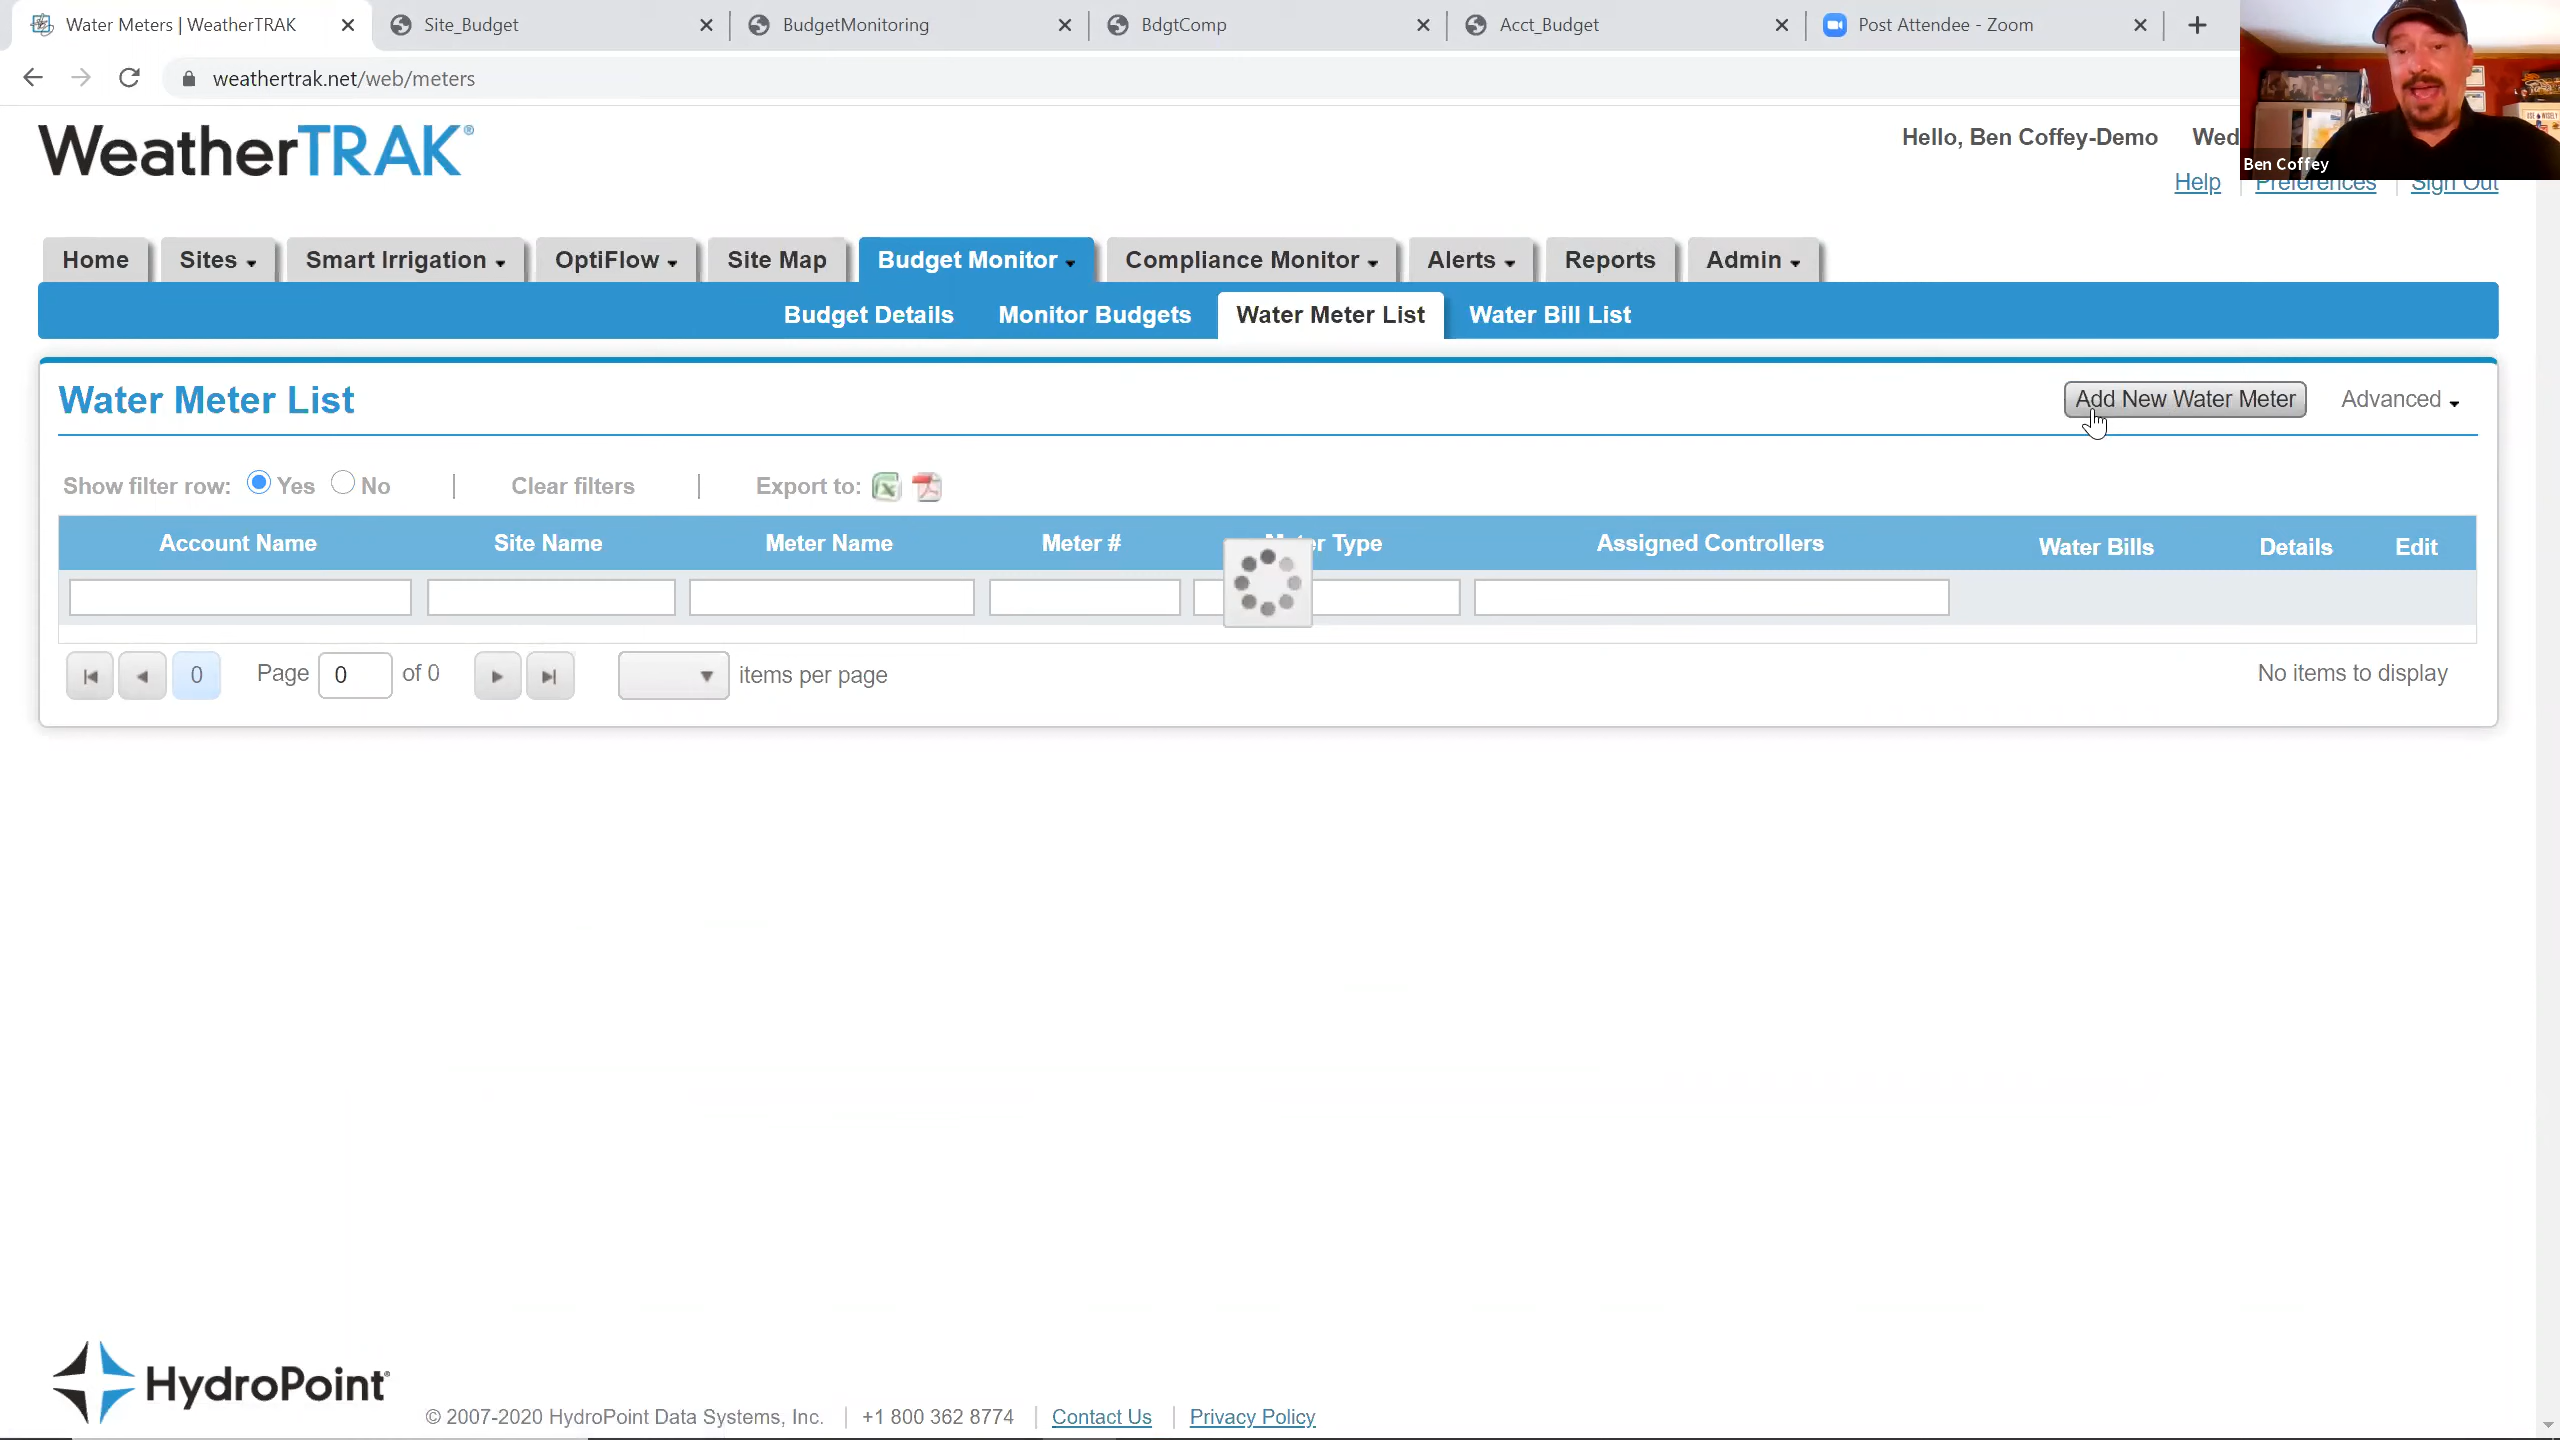 Water Meters | WeatherTRAK
Site_Budget
BudgetMonitoring
BdgtComp
Acct_Budget
Post Attendee - Zoom
weathertrak.net/web/meters
WeatherTRAK®
Hello, Ben Coffey-Demo Wed
Ben Coffey
Help Preferences Sign Out
Home Sites Smart Irrigation OptiFlow Site Map Budget Monitor Compliance Monitor Alerts Reports Admin
Budget Details Monitor Budgets Water Meter List Water Bill List
Water Meter List
Add New Water Meter Advanced
Show filter row: Yes No | Clear filters | Export to:
Account Name Site Name Meter Name Meter # Type Assigned Controllers Water Bills Details Edit
0 Page 0 of 0 items per page No items to display
HydroPoint®
© 2007-2020 HydroPoint Data Systems, Inc. | +1 800 362 8774 | Contact Us | Privacy Policy